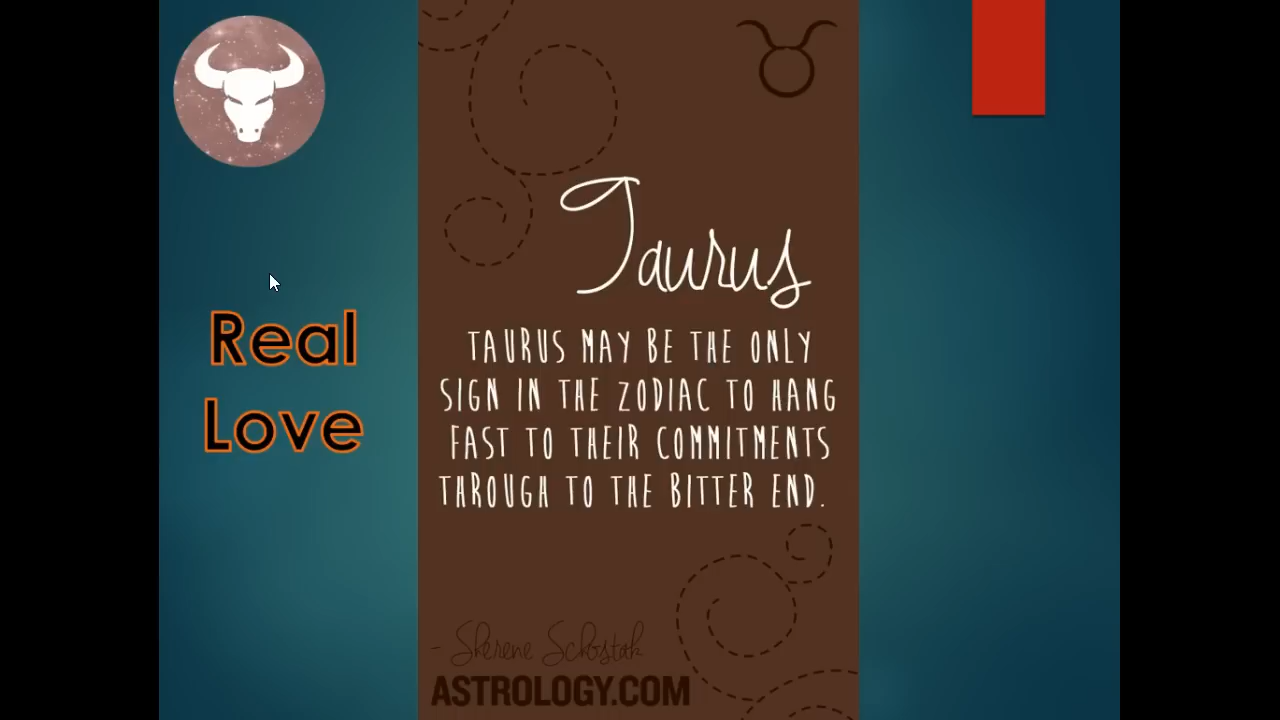 Real
Love
Taurus
TAURUS MAY BE THE ONLY
SIGN IN THE ZODIAC TO HANG
FAST TO THEIR COMMITMENTS
THROUGH TO THE BITTER END.
- Sherene Schostak
ASTROLOGY.COM